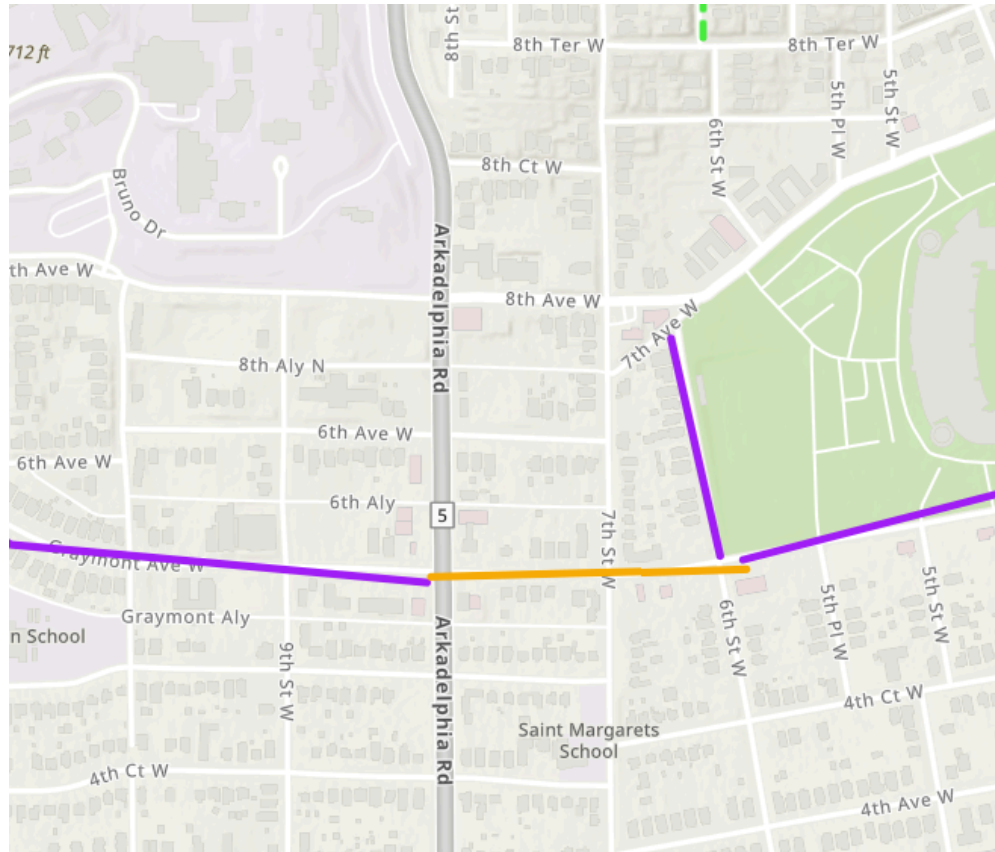 712 ft
8th St
8th Ter W
8th Ter W
5th St W
5th Pl W
6th St W
8th Ct W
Bruno Dr
Arkadelphia Rd
th Ave W
8th Ave W
7th Ave W
8th Aly N
6th Ave W
6th Ave W
6th Aly
5
7th St W
Graymont Ave W
Graymont Aly
n School
9th St W
Arkadelphia Rd
6th St W
5th Pl W
5th St W
4th Ct W
Saint Margarets
School
4th Ct W
4th Ave W